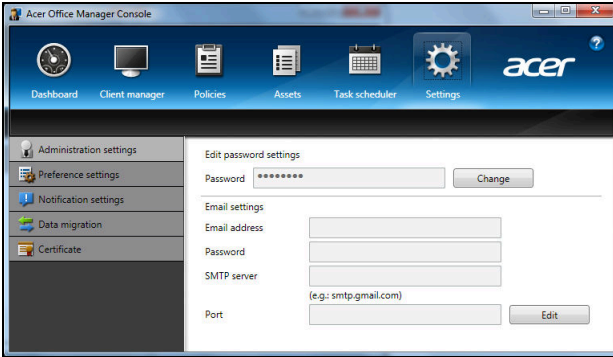 Acer Office Manager Console
Dashboard Client manager Policies Assets Task scheduler Settings acer ?
Administration settings
Preference settings
Notification settings
Data migration
Certificate
Edit password settings
Password ●●●●●●●● Change
Email settings
Email address
Password
SMTP server
(e.g.: smtp.gmail.com)
Port Edit